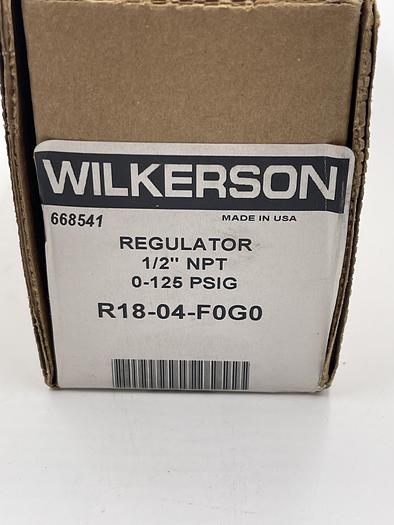 WILKERSON
668541 MADE IN USA
REGULATOR
1/2" NPT
0-125 PSIG
R18-04-F0G0